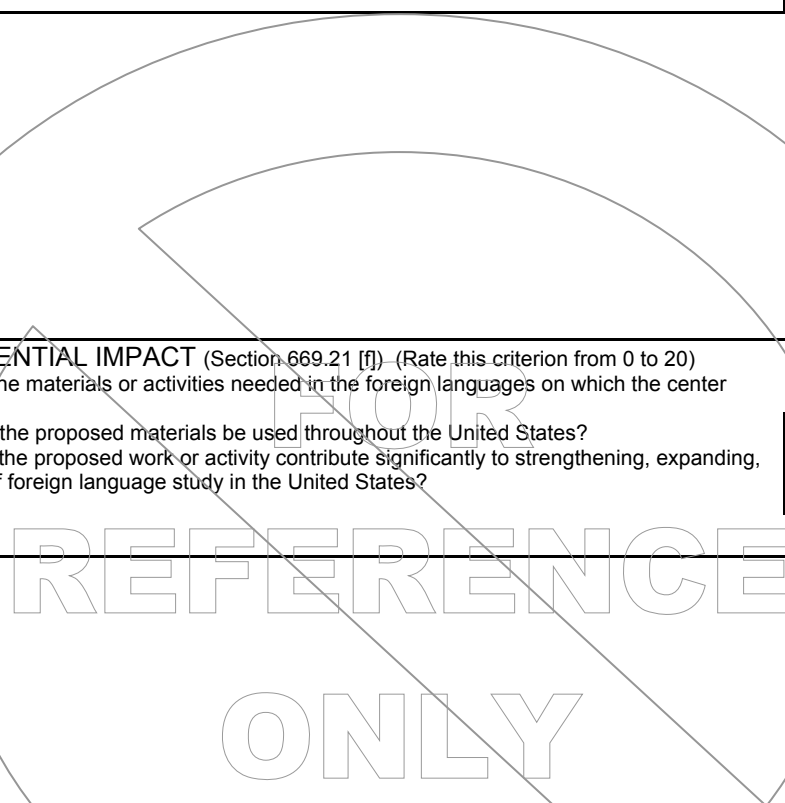 ENTIAL IMPACT (Section 669.21 [f]) (Rate this criterion from 0 to 20)
he materials or activities needed in the foreign languages on which the center
the proposed materials be used throughout the United States?
the proposed work or activity contribute significantly to strengthening, expanding,
f foreign language study in the United States?
FOR
REFERENCE
ONLY